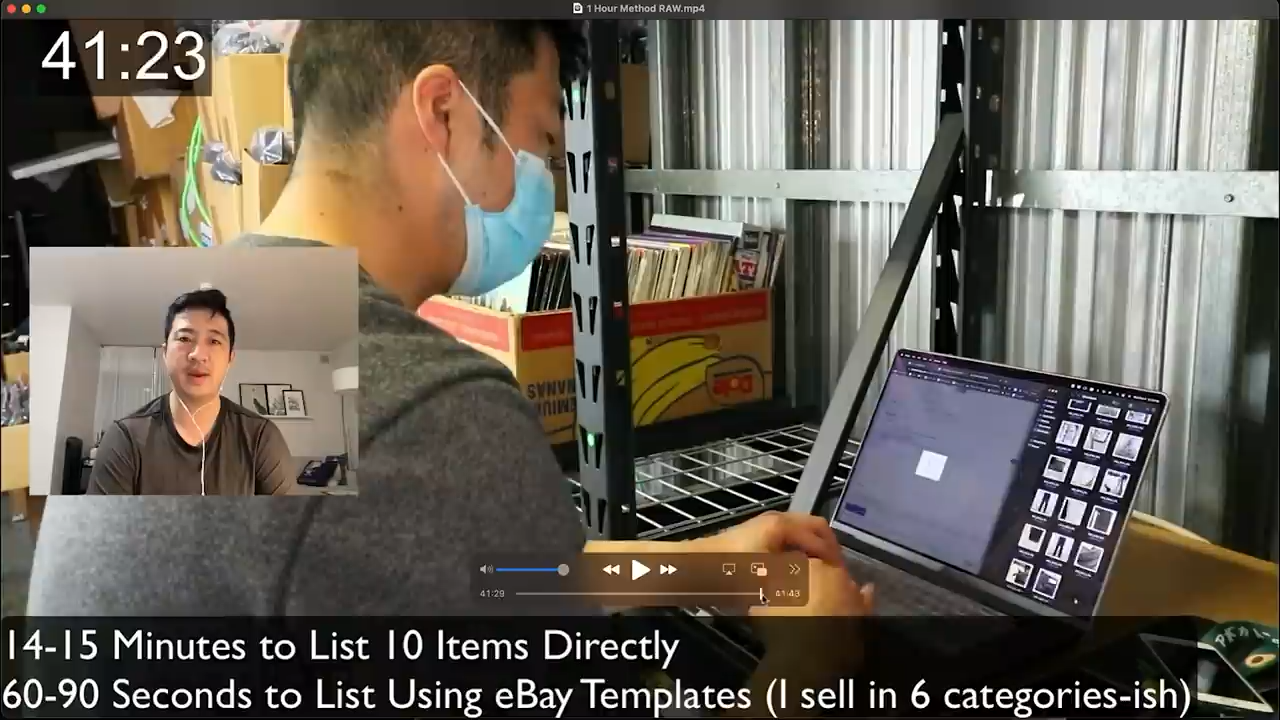 1 Hour Method RAW.mp4
41:23
41:29
41:43
14-15 Minutes to List 10 Items Directly
60-90 Seconds to List Using eBay Templates (I sell in 6 categories-ish)